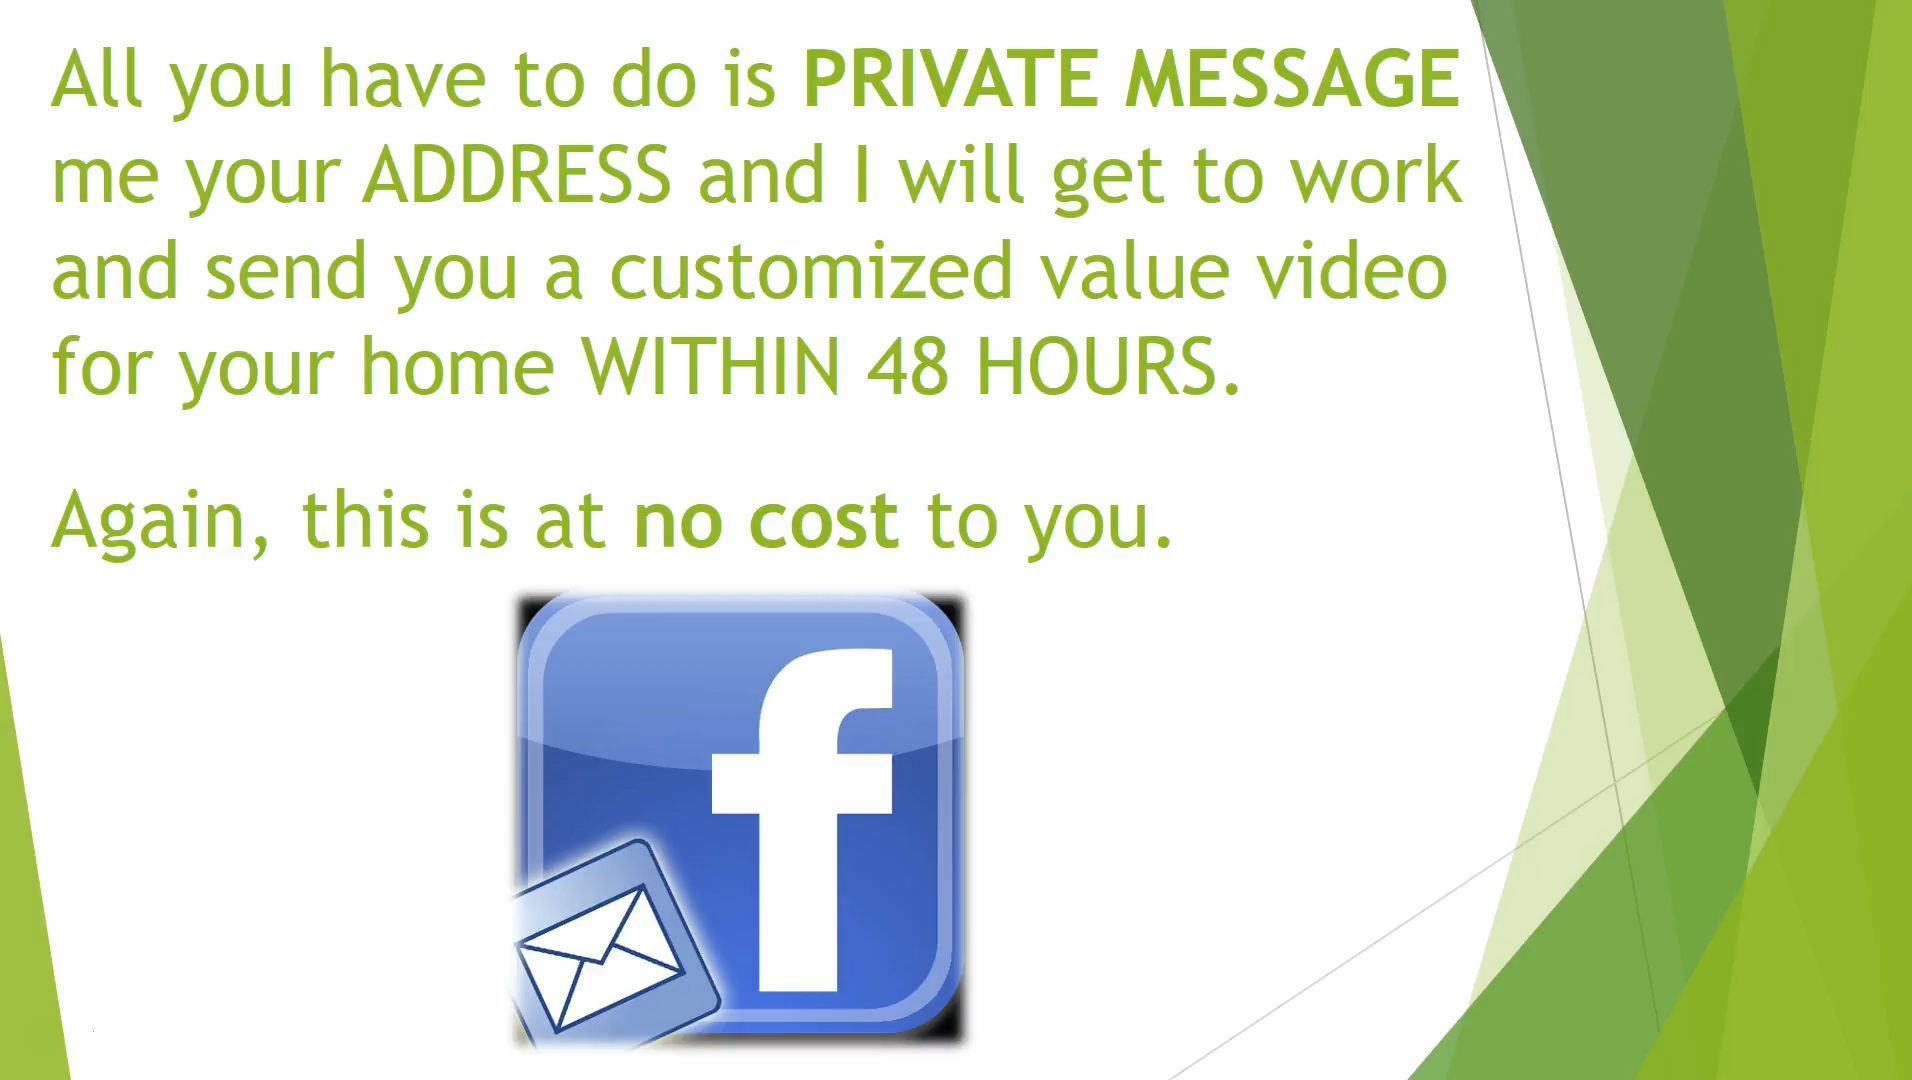 All you have to do is PRIVATE MESSAGE
me your ADDRESS and I will get to work
and send you a customized value video
for your home WITHIN 48 HOURS.
Again, this is at no cost to you.
f